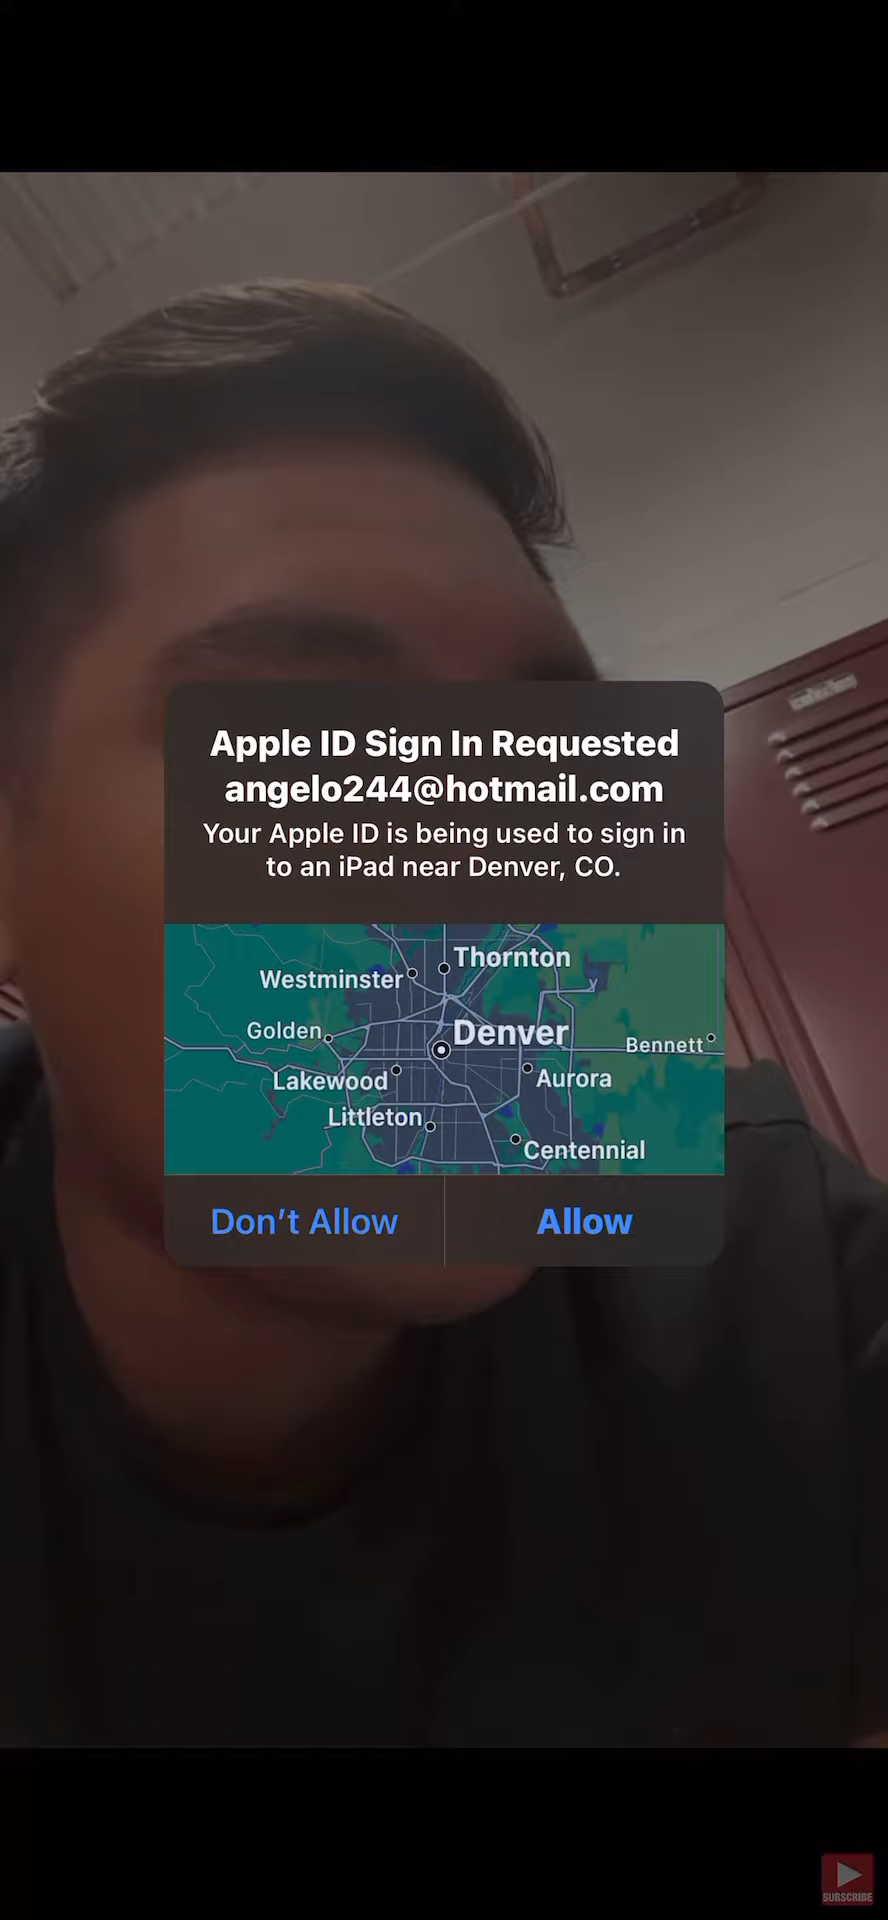 Apple ID Sign In Requested
angelo244@hotmail.com
Your Apple ID is being used to sign in
to an iPad near Denver, CO.
Thornton
Westminster
Golden
Denver
Bennett
Lakewood
Aurora
Littleton
Centennial
Don’t Allow
Allow
SUBSCRIBE